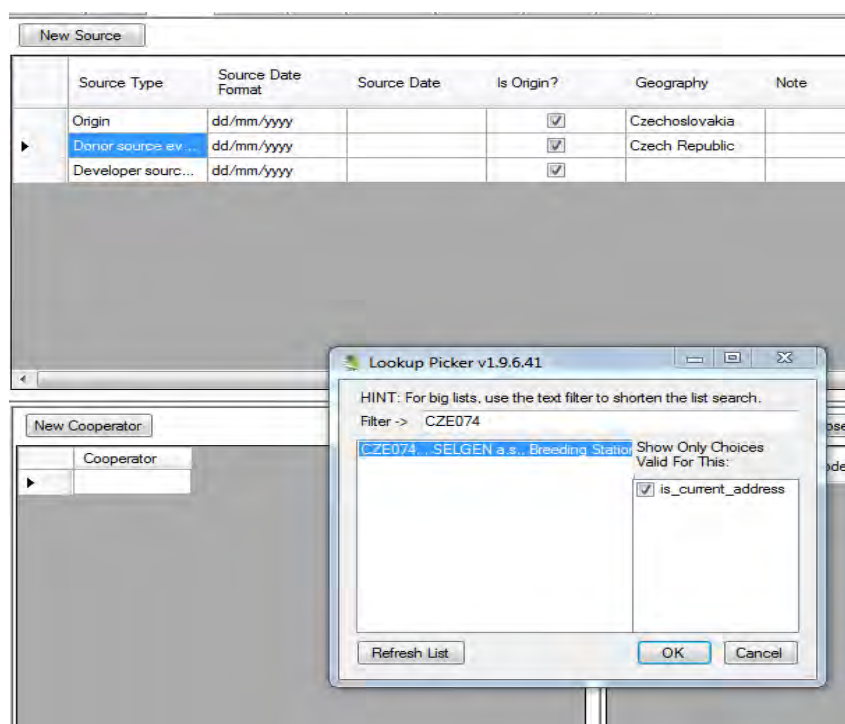 New Source
Source Type Source Date Format Source Date Is Origin? Geography Note
Origin dd/mm/yyyy Czechoslovakia
Donor source ev ... dd/mm/yyyy Czech Republic
Developer sourc... dd/mm/yyyy
Lookup Picker v1.9.6.41
HINT: For big lists, use the text filter to shorten the list search.
Filter -> CZE074
CZE074, , SELGEN a.s., Breeding Station
Show Only Choices
Valid For This:
is_current_address
Refresh List OK Cancel
New Cooperator
Cooperator